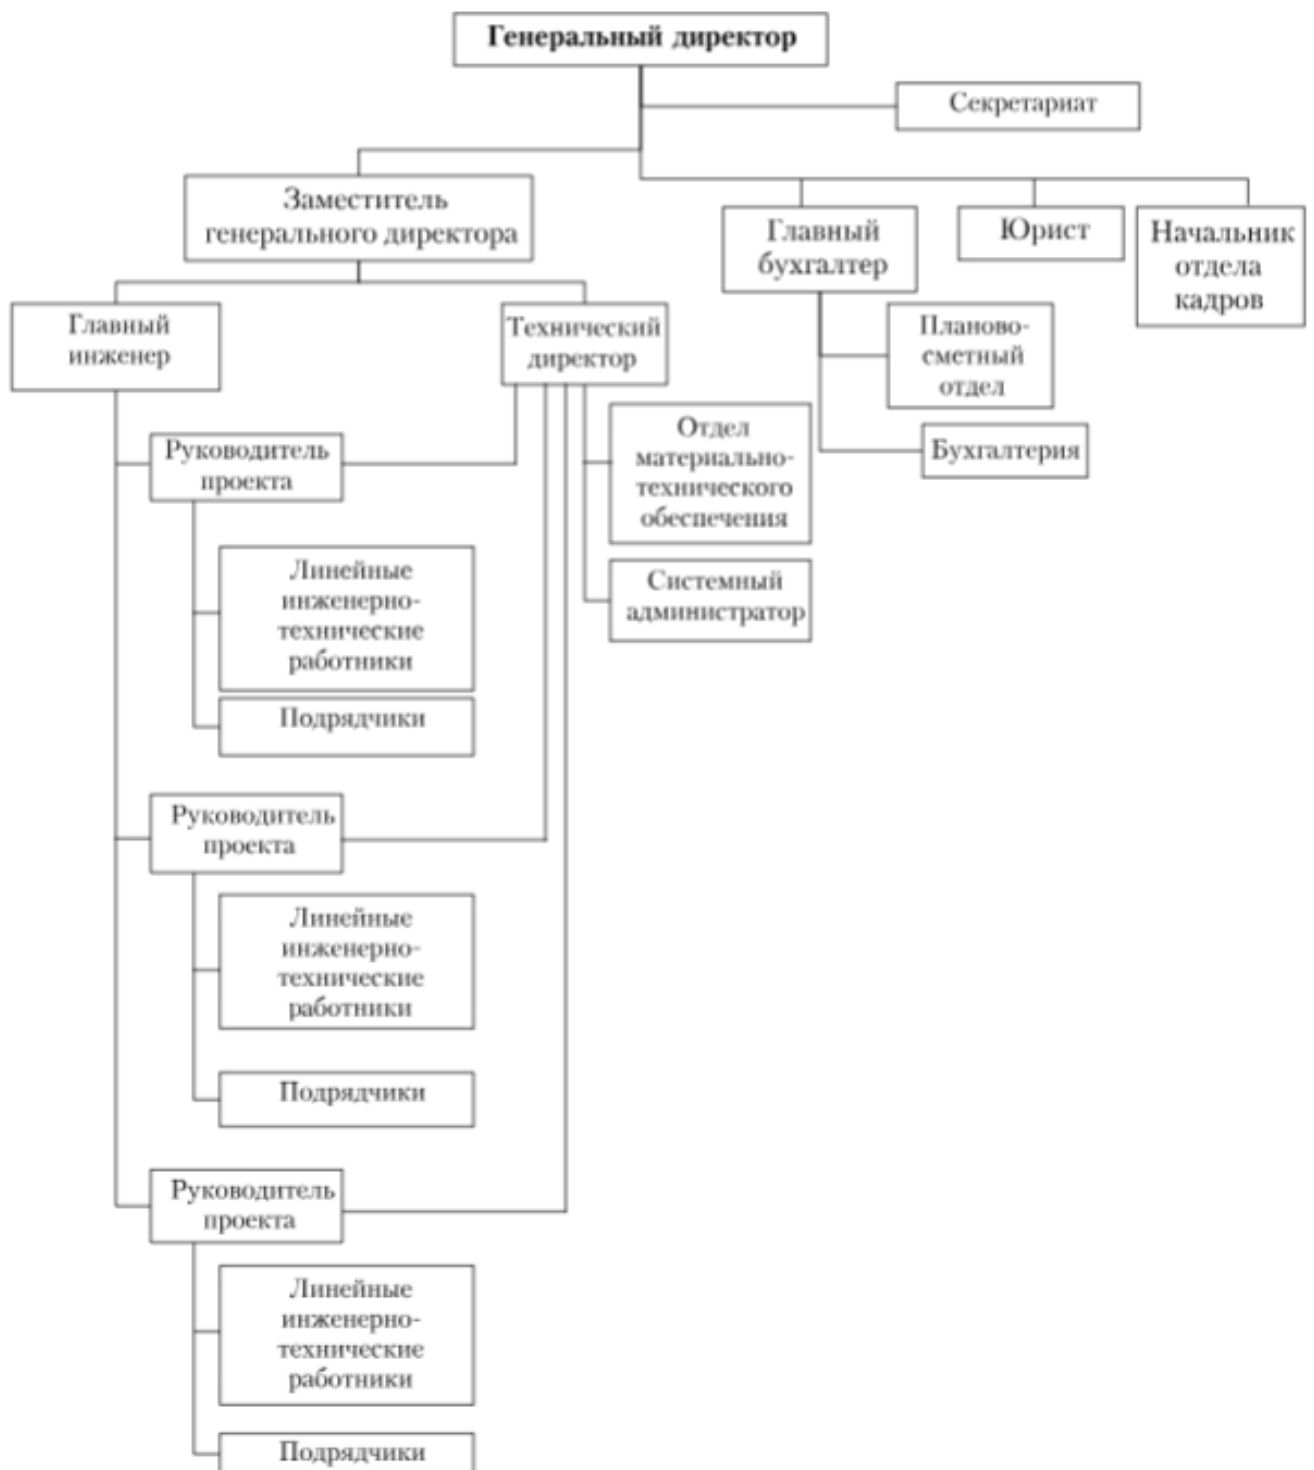 Генеральный директор
Секретариат
Заместитель
генерального директора
Главный
бухгалтер
Юрист
Начальник
отдела
кадров
Главный
инженер
Технический
директор
Планово-
сметный
отдел
Бухгалтерия
Отдел
материально-
технического
обеспечения
Системный
администратор
Руководитель
проекта
Линейные
инженерно-
технические
работники
Подрядчики
Руководитель
проекта
Линейные
инженерно-
технические
работники
Подрядчики
Руководитель
проекта
Линейные
инженерно-
технические
работники
Подрядчики